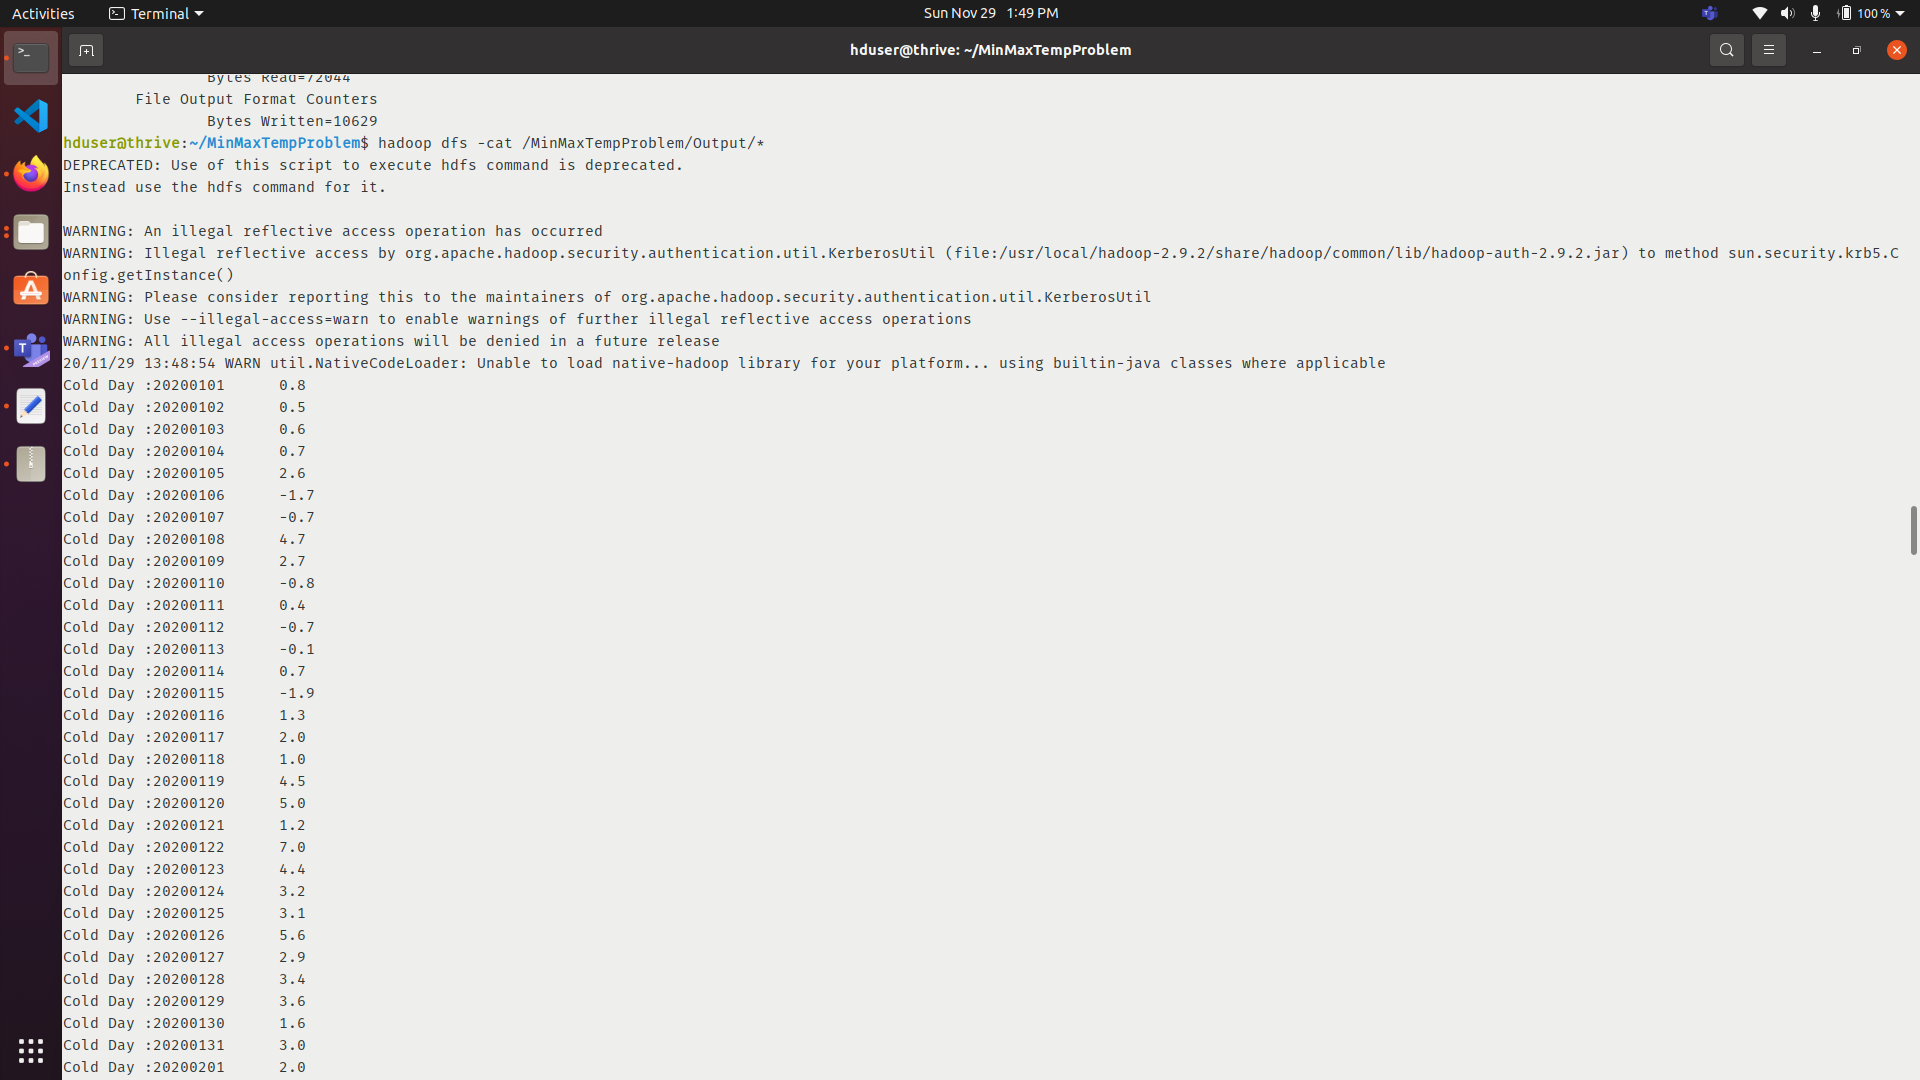 Activities Terminal Sun Nov 29 1:49 PM 100 %
hduser@thrive: ~/MinMaxTempProblem
Bytes Read=72044
File Output Format Counters
Bytes Written=10629
hduser@thrive:~/MinMaxTempProblem$ hadoop dfs -cat /MinMaxTempProblem/Output/*
DEPRECATED: Use of this script to execute hdfs command is deprecated.
Instead use the hdfs command for it.
WARNING: An illegal reflective access operation has occurred
WARNING: Illegal reflective access by org.apache.hadoop.security.authentication.util.KerberosUtil (file:/usr/local/hadoop-2.9.2/share/hadoop/common/lib/hadoop-auth-2.9.2.jar) to method sun.security.krb5.C
onfig.getInstance()
WARNING: Please consider reporting this to the maintainers of org.apache.hadoop.security.authentication.util.KerberosUtil
WARNING: Use --illegal-access=warn to enable warnings of further illegal reflective access operations
WARNING: All illegal access operations will be denied in a future release
20/11/29 13:48:54 WARN util.NativeCodeLoader: Unable to load native-hadoop library for your platform... using builtin-java classes where applicable
Cold Day :20200101 0.8
Cold Day :20200102 0.5
Cold Day :20200103 0.6
Cold Day :20200104 0.7
Cold Day :20200105 2.6
Cold Day :20200106 -1.7
Cold Day :20200107 -0.7
Cold Day :20200108 4.7
Cold Day :20200109 2.7
Cold Day :20200110 -0.8
Cold Day :20200111 0.4
Cold Day :20200112 -0.7
Cold Day :20200113 -0.1
Cold Day :20200114 0.7
Cold Day :20200115 -1.9
Cold Day :20200116 1.3
Cold Day :20200117 2.0
Cold Day :20200118 1.0
Cold Day :20200119 4.5
Cold Day :20200120 5.0
Cold Day :20200121 1.2
Cold Day :20200122 7.0
Cold Day :20200123 4.4
Cold Day :20200124 3.2
Cold Day :20200125 3.1
Cold Day :20200126 5.6
Cold Day :20200127 2.9
Cold Day :20200128 3.4
Cold Day :20200129 3.6
Cold Day :20200130 1.6
Cold Day :20200131 3.0
Cold Day :20200201 2.0